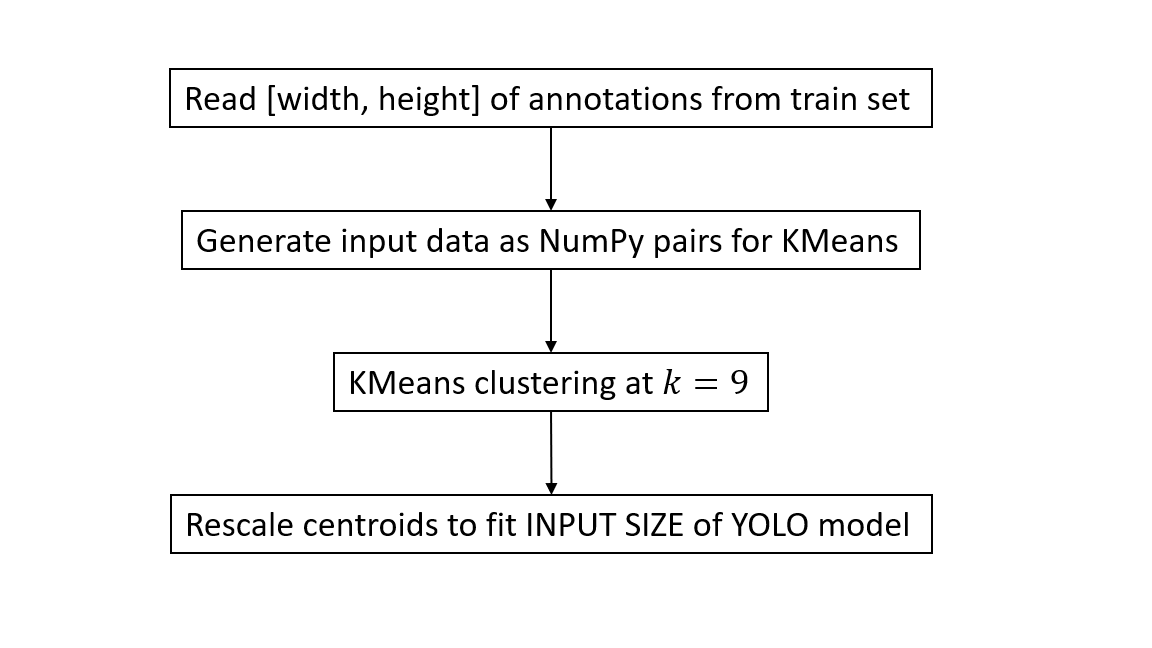 Read [width, height] of annotations from train set
Generate input data as NumPy pairs for KMeans
KMeans clustering at k = 9
Rescale centroids to fit INPUT SIZE of YOLO model